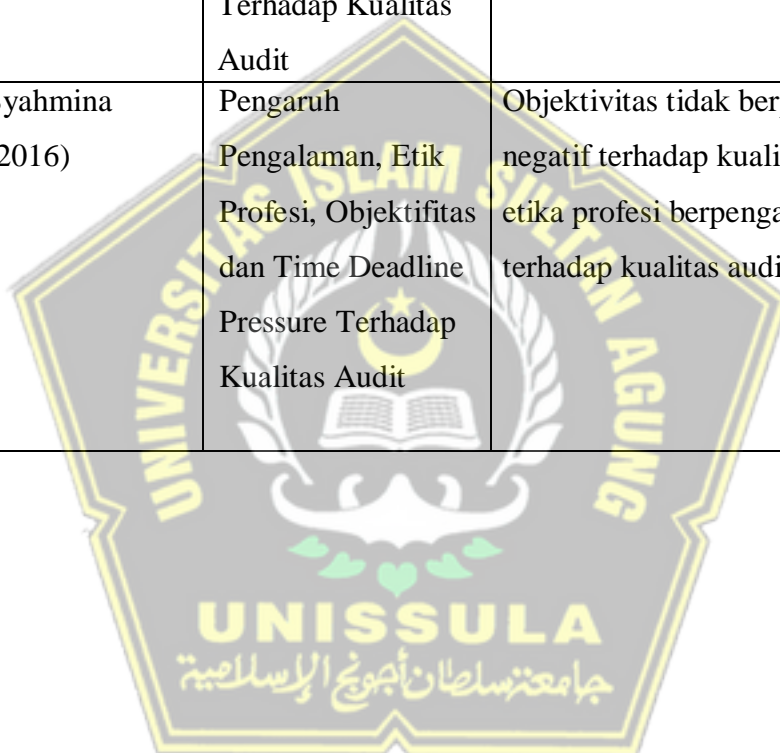 Terhadap Kualitas
Audit
yahmina
2016)
Pengaruh
Pengalaman, Etik
Profesi, Objektifitas
dan Time Deadline
Pressure Terhadap
Kualitas Audit
Objektivitas tidak ber
negatif terhadap kuali
etika profesi berpenga
terhadap kualitas audi
UNIVERSITAS ISLAM SULTAN AGUNG
UNISSULA
جامعة سلطان أجونج الإسلامية